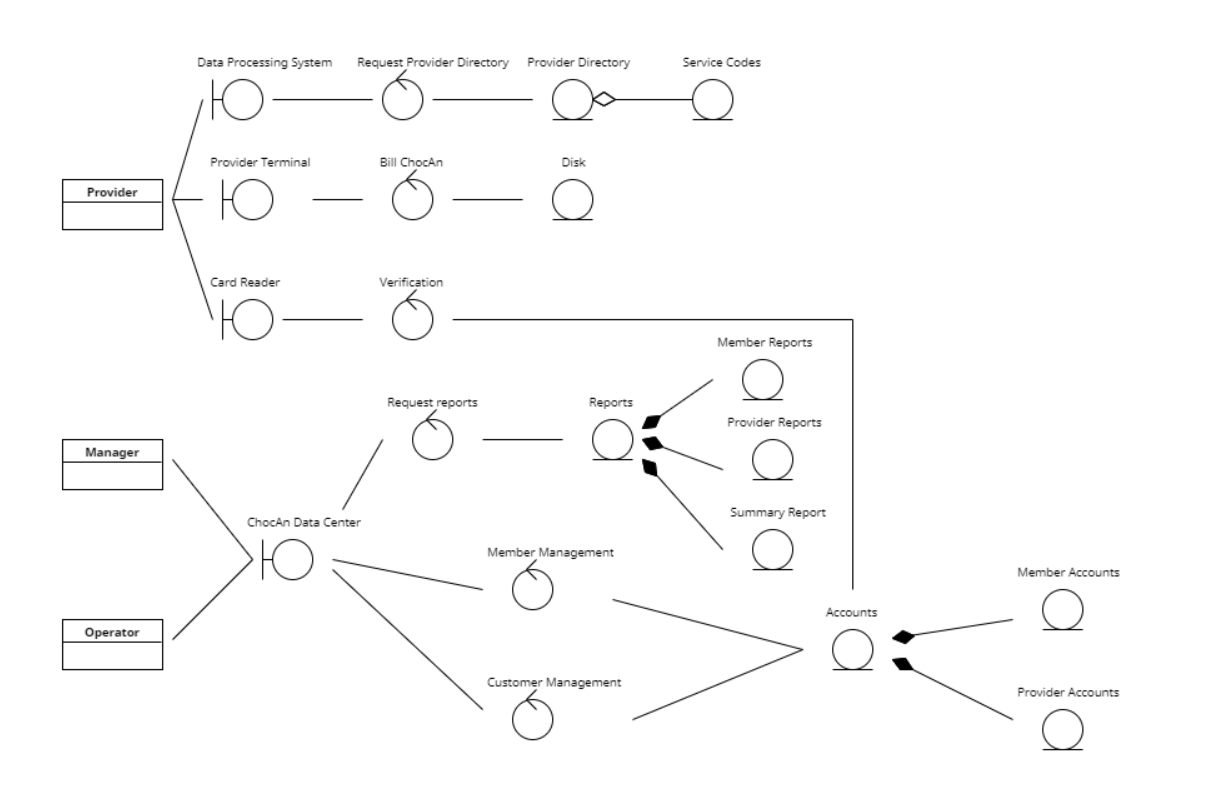 Data Processing System
Request Provider Directory
Provider Directory
Service Codes
Provider Terminal
Bill ChocAn
Disk
Provider
Card Reader
Verification
Member Reports
Request reports
Reports
Provider Reports
Manager
Summary Report
ChocAn Data Center
Member Management
Member Accounts
Accounts
Operator
Customer Management
Provider Accounts